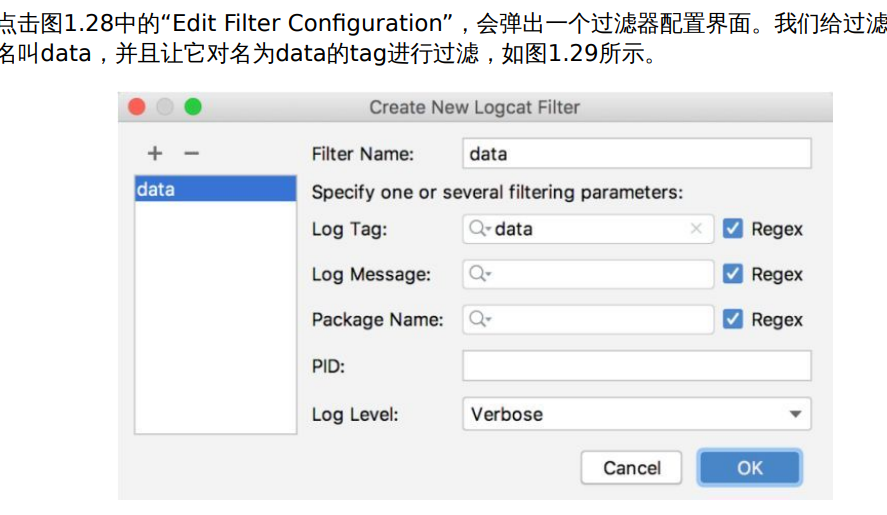 点击图1.28中的“Edit Filter Configuration”，会弹出一个过滤器配置界面。我们给过滤
名叫data，并且让它对名为data的tag进行过滤，如图1.29所示。
Create New Logcat Filter
Filter Name: data
data
Specify one or several filtering parameters:
Log Tag: data Regex
Log Message: Regex
Package Name: Regex
PID:
Log Level: Verbose
Cancel OK